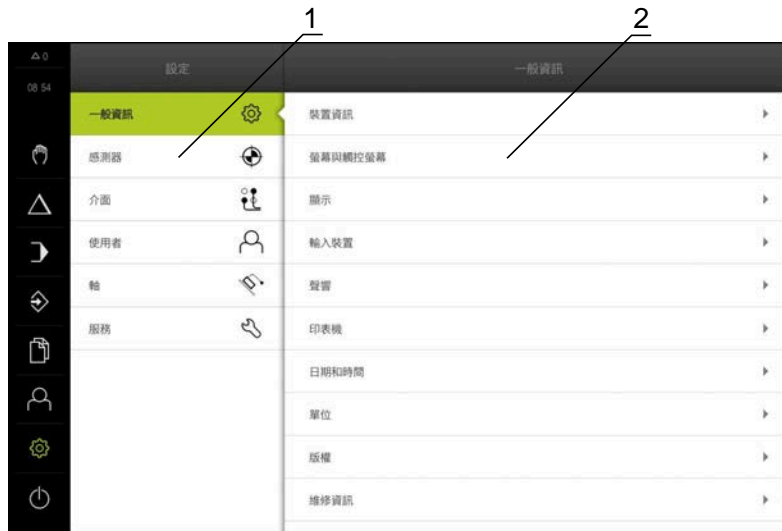 1
2
0
08 54
設定
一般資訊
一般資訊
感測器
介面
使用者
軸
服務
裝置資訊
螢幕與觸控螢幕
顯示
輸入裝置
聲響
印表機
日期和時間
單位
版權
維修資訊